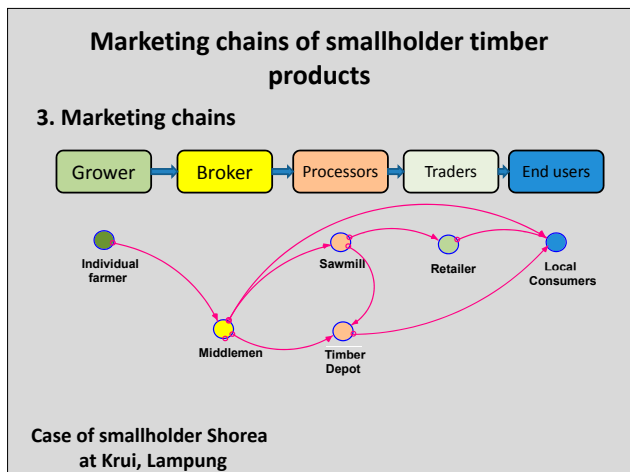 Marketing chains of smallholder timber
products
3. Marketing chains
Grower
Broker
Processors
Traders
End users
Individual
farmer
Sawmill
Retailer
Local
Consumers
Middlemen
Timber
Depot
Case of smallholder Shorea
at Krui, Lampung